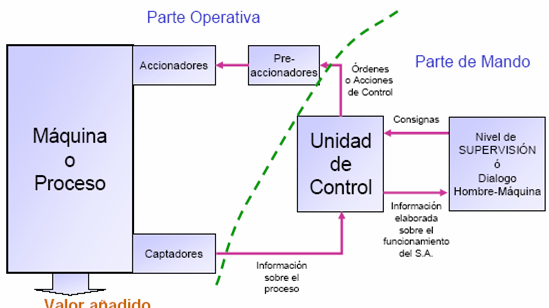 Parte Operativa
Parte de Mando
Accionadores
Pre-
accionadores
Órdenes
o Acciones
de Control
Máquina
o
Proceso
Unidad
de
Control
Consignas
Nivel de
SUPERVISIÓN
ó
Dialogo
Hombre-Máquina
Información
elaborada
sobre el
funcionamiento
del S.A.
Captadores
Información
sobre el
proceso
Valor añadido